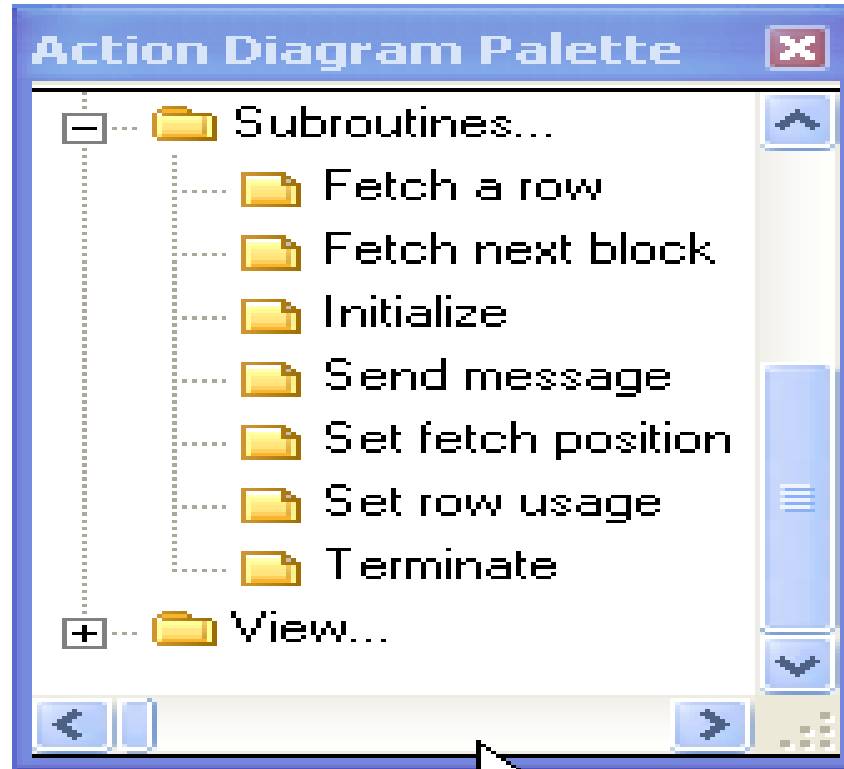 Action Diagram Palette
Subroutines...
Fetch a row
Fetch next block
Initialize
Send message
Set fetch position
Set row usage
Terminate
View...